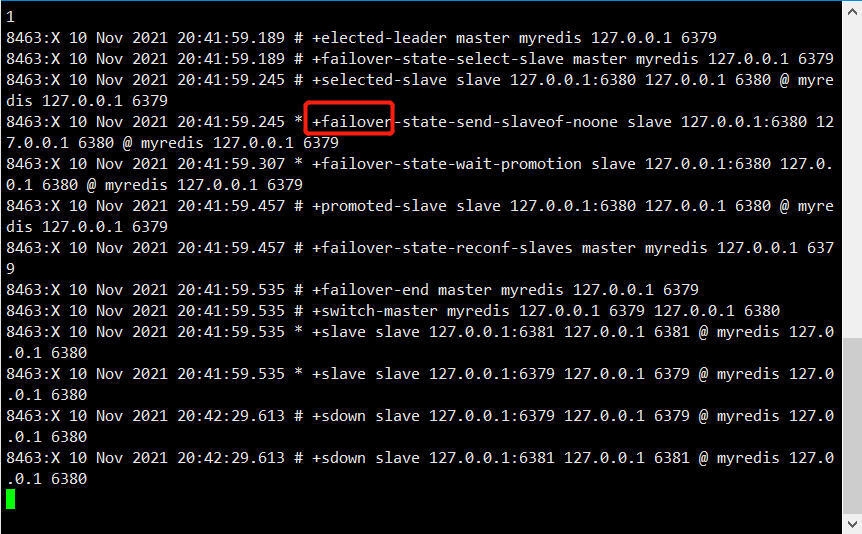 1
8463:X 10 Nov 2021 20:41:59.189 # +elected-leader master myredis 127.0.0.1 6379
8463:X 10 Nov 2021 20:41:59.189 # +failover-state-select-slave master myredis 127.0.0.1 6379
8463:X 10 Nov 2021 20:41:59.245 # +selected-slave slave 127.0.0.1:6380 127.0.0.1 6380 @ myre
dis 127.0.0.1 6379
8463:X 10 Nov 2021 20:41:59.245 * +failover-state-send-slaveof-noone slave 127.0.0.1:6380 12
7.0.0.1 6380 @ myredis 127.0.0.1 6379
8463:X 10 Nov 2021 20:41:59.307 * +failover-state-wait-promotion slave 127.0.0.1:6380 127.0.
0.1 6380 @ myredis 127.0.0.1 6379
8463:X 10 Nov 2021 20:41:59.457 # +promoted-slave slave 127.0.0.1:6380 127.0.0.1 6380 @ myre
dis 127.0.0.1 6379
8463:X 10 Nov 2021 20:41:59.457 # +failover-state-reconf-slaves master myredis 127.0.0.1 637
9
8463:X 10 Nov 2021 20:41:59.535 # +failover-end master myredis 127.0.0.1 6379
8463:X 10 Nov 2021 20:41:59.535 # +switch-master myredis 127.0.0.1 6379 127.0.0.1 6380
8463:X 10 Nov 2021 20:41:59.535 * +slave slave 127.0.0.1:6381 127.0.0.1 6381 @ myredis 127.0
.0.1 6380
8463:X 10 Nov 2021 20:41:59.535 * +slave slave 127.0.0.1:6379 127.0.0.1 6379 @ myredis 127.0
.0.1 6380
8463:X 10 Nov 2021 20:42:29.613 # +sdown slave 127.0.0.1:6379 127.0.0.1 6379 @ myredis 127.0
.0.1 6380
8463:X 10 Nov 2021 20:42:29.613 # +sdown slave 127.0.0.1:6381 127.0.0.1 6381 @ myredis 127.0
.0.1 6380